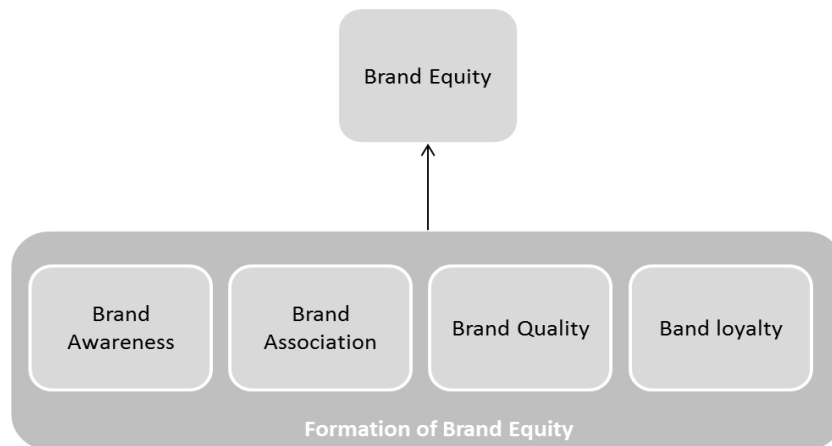 Brand Equity
Brand
Awareness
Brand
Association
Brand Quality
Band loyalty
Formation of Brand Equity